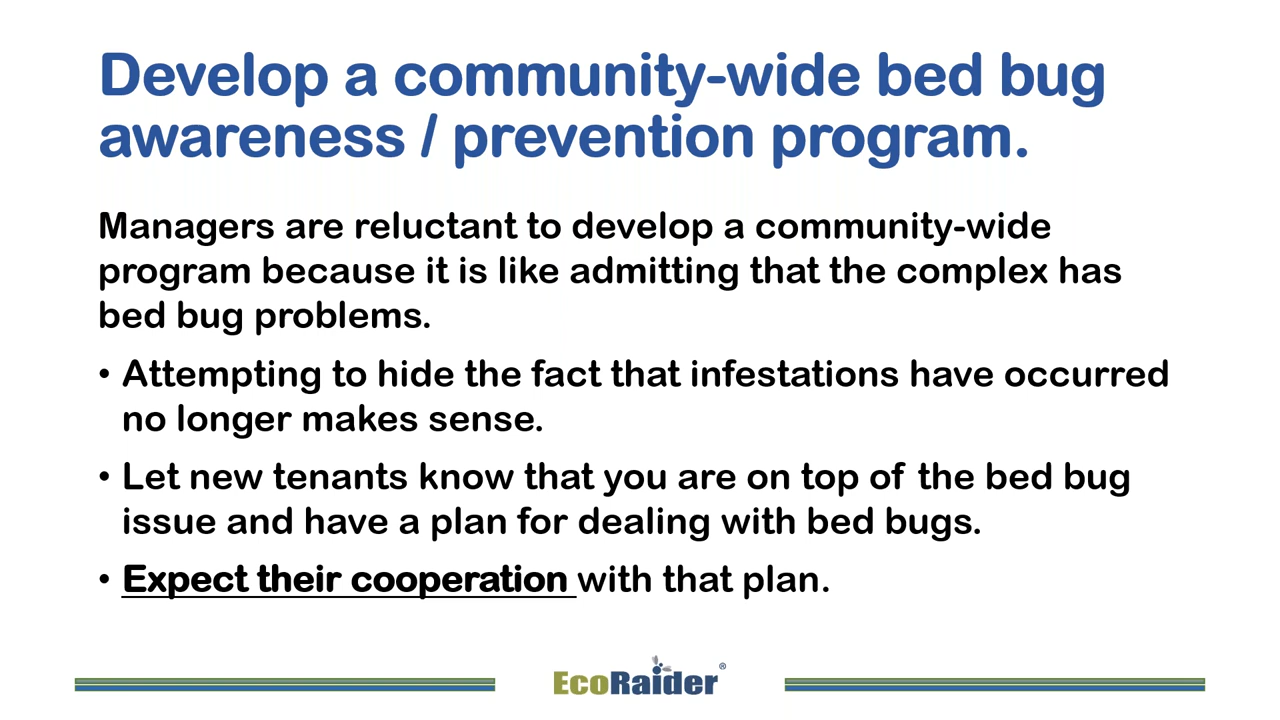 Develop a community-wide bed bug
awareness / prevention program.
Managers are reluctant to develop a community-wide
program because it is like admitting that the complex has
bed bug problems.
• Attempting to hide the fact that infestations have occurred
no longer makes sense.
• Let new tenants know that you are on top of the bed bug
issue and have a plan for dealing with bed bugs.
• Expect their cooperation with that plan.
EcoRaider®